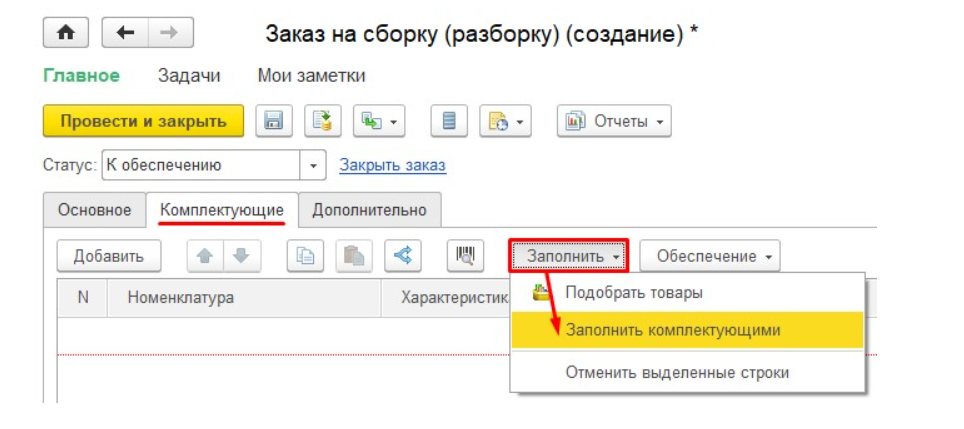 Заказ на сборку (разборку) (создание) *
Главное Задачи Мои заметки
Провести и закрыть Отчеты
Статус: К обеспечению Закрыть заказ
Основное Комплектующие Дополнительно
Добавить Заполнить Обеспечение
N Номенклатура Характеристик
Подобрать товары
Заполнить комплектующими
Отменить выделенные строки